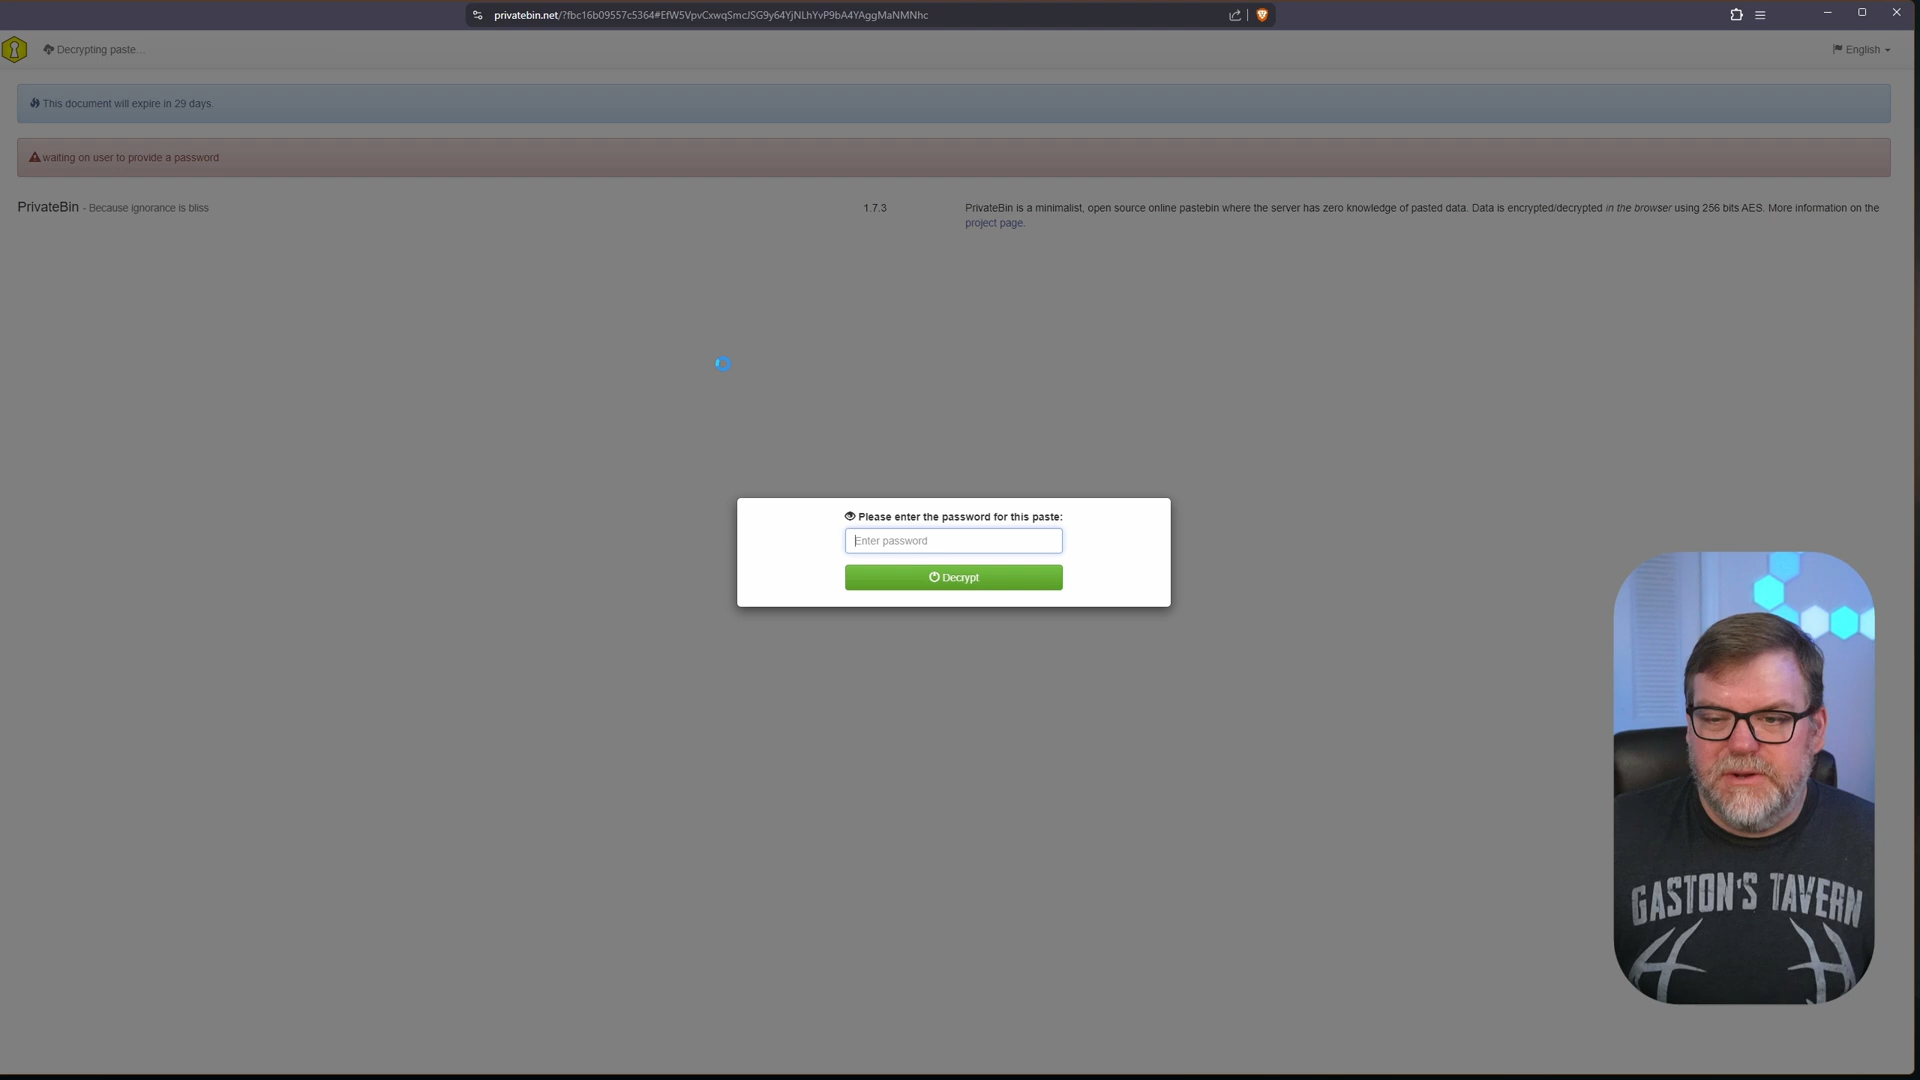 privatebin.net/?fbc16b09557c5364#EfW5VpvCxwqSmcJSG9y64YjNLhYvP9bA4YAggMaNMNhc
Decrypting paste…
English
This document will expire in 29 days.
waiting on user to provide a password
PrivateBin - Because ignorance is bliss
1.7.3
PrivateBin is a minimalist, open source online pastebin where the server has zero knowledge of pasted data. Data is encrypted/decrypted in the browser using 256 bits AES. More information on the
project page.
Please enter the password for this paste:
Enter password
Decrypt
GASTON'S TAVERN